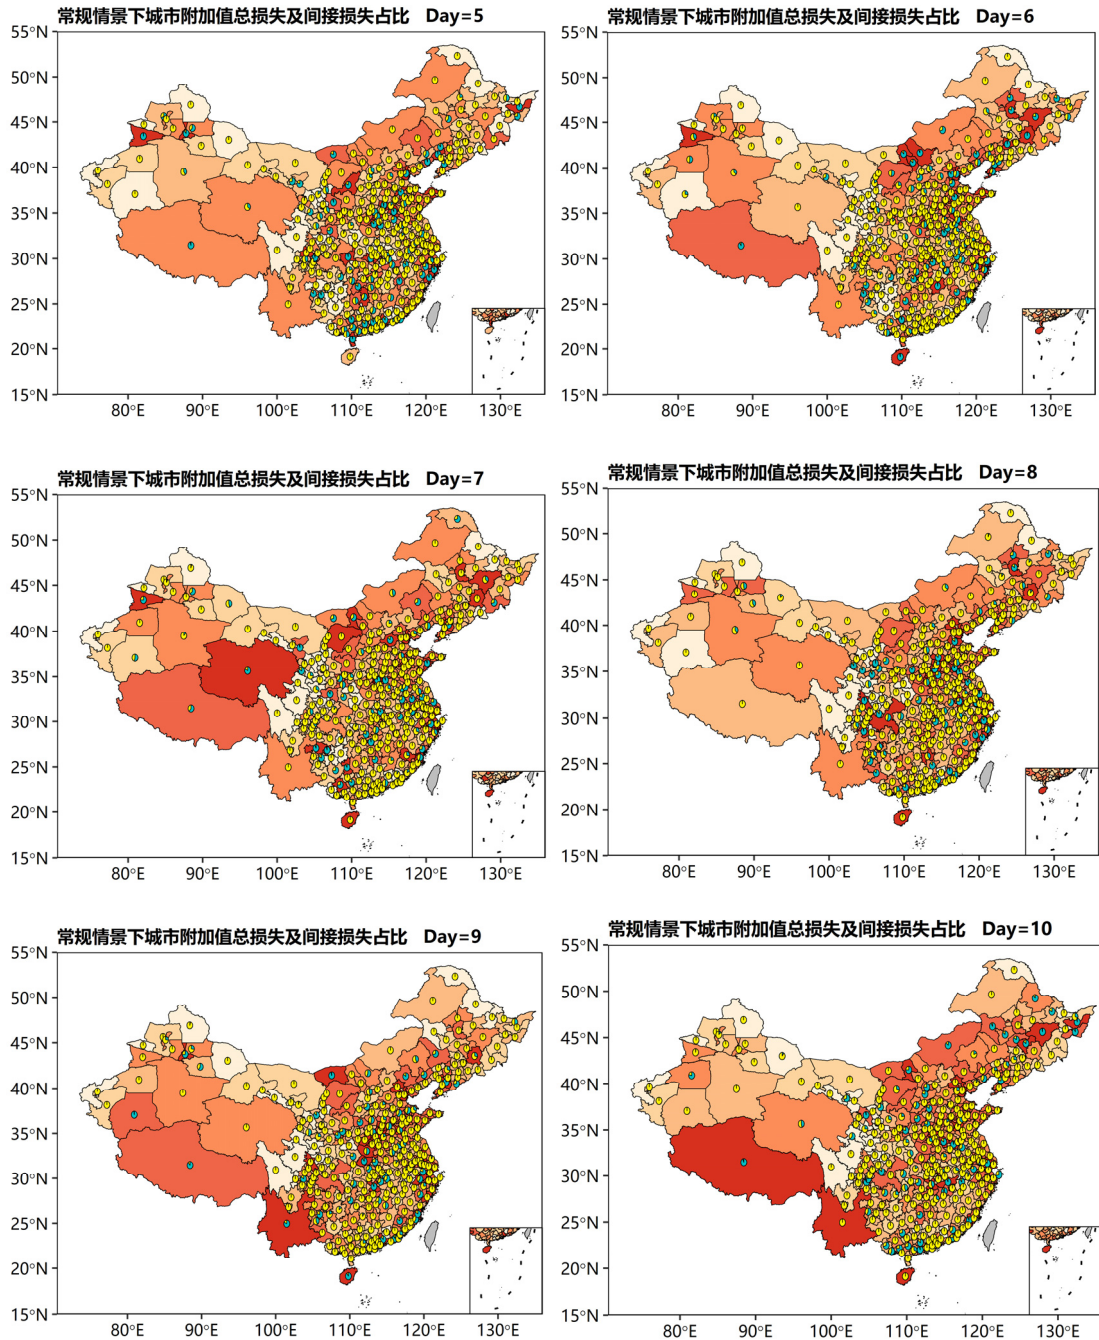 常规情景下城市附加值总损失及间接损失占比 Day=5
常规情景下城市附加值总损失及间接损失占比 Day=6
55°N
50°N
45°N
40°N
35°N
30°N
25°N
20°N
15°N
80°E 90°E 100°E 110°E 120°E 130°E
55°N
50°N
45°N
40°N
35°N
30°N
25°N
20°N
15°N
80°E 90°E 100°E 110°E 120°E 130°E
常规情景下城市附加值总损失及间接损失占比 Day=7
常规情景下城市附加值总损失及间接损失占比 Day=8
55°N
50°N
45°N
40°N
35°N
30°N
25°N
20°N
15°N
80°E 90°E 100°E 110°E 120°E 130°E
55°N
50°N
45°N
40°N
35°N
30°N
25°N
20°N
15°N
80°E 90°E 100°E 110°E 120°E 130°E
常规情景下城市附加值总损失及间接损失占比 Day=9
常规情景下城市附加值总损失及间接损失占比 Day=10
55°N
50°N
45°N
40°N
35°N
30°N
25°N
20°N
15°N
80°E 90°E 100°E 110°E 120°E 130°E
55°N
50°N
45°N
40°N
35°N
30°N
25°N
20°N
15°N
80°E 90°E 100°E 110°E 120°E 130°E